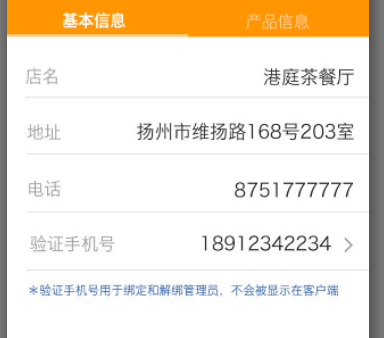 基本信息 产品信息
店名 港庭茶餐厅
地址 扬州市维扬路168号203室
电话 8751777777
验证手机号 18912342234 >
*验证手机号用于绑定和解绑管理员，不会被显示在客户端